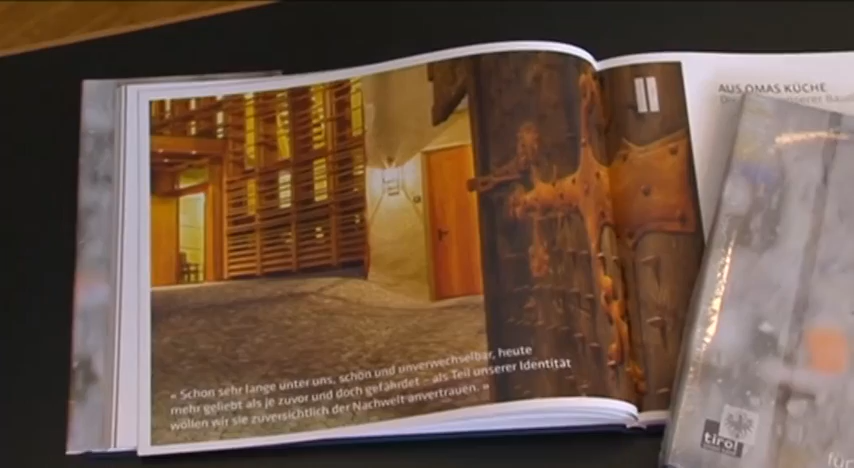 « Schon sehr lange unter uns, schön und unverwechselbar, heute
mehr geliebt als je zuvor und doch gefährdet – als Teil unserer Identität
wollen wir sie zuversichtlich der Nachwelt anvertrauen. »
AUS OMAS KÜCHE
tirol
für